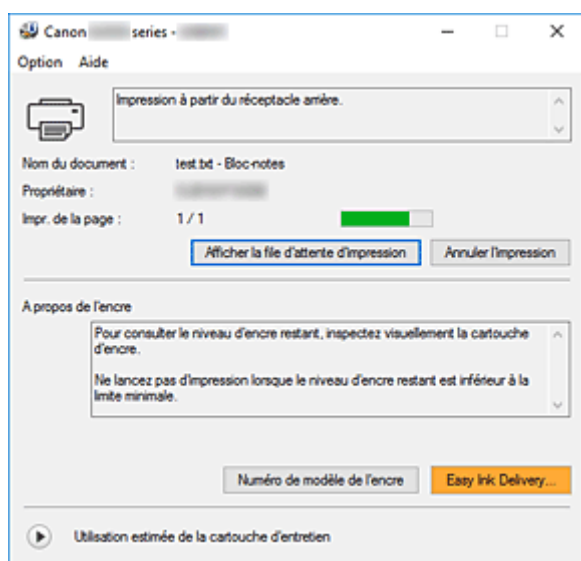 Canon series -
Option Aide
Impression à partir du réceptacle arrière.
Nom du document : test.txt - Bloc-notes
Propriétaire :
Impr. de la page : 1 / 1
Afficher la file d'attente d'impression Annuler l'impression
A propos de l'encre
Pour consulter le niveau d'encre restant, inspectez visuellement la cartouche
d'encre.
Ne lancez pas d'impression lorsque le niveau d'encre restant est inférieur à la
limite minimale.
Numéro de modèle de l'encre Easy Ink Delivery...
Utilisation estimée de la cartouche d'entretien